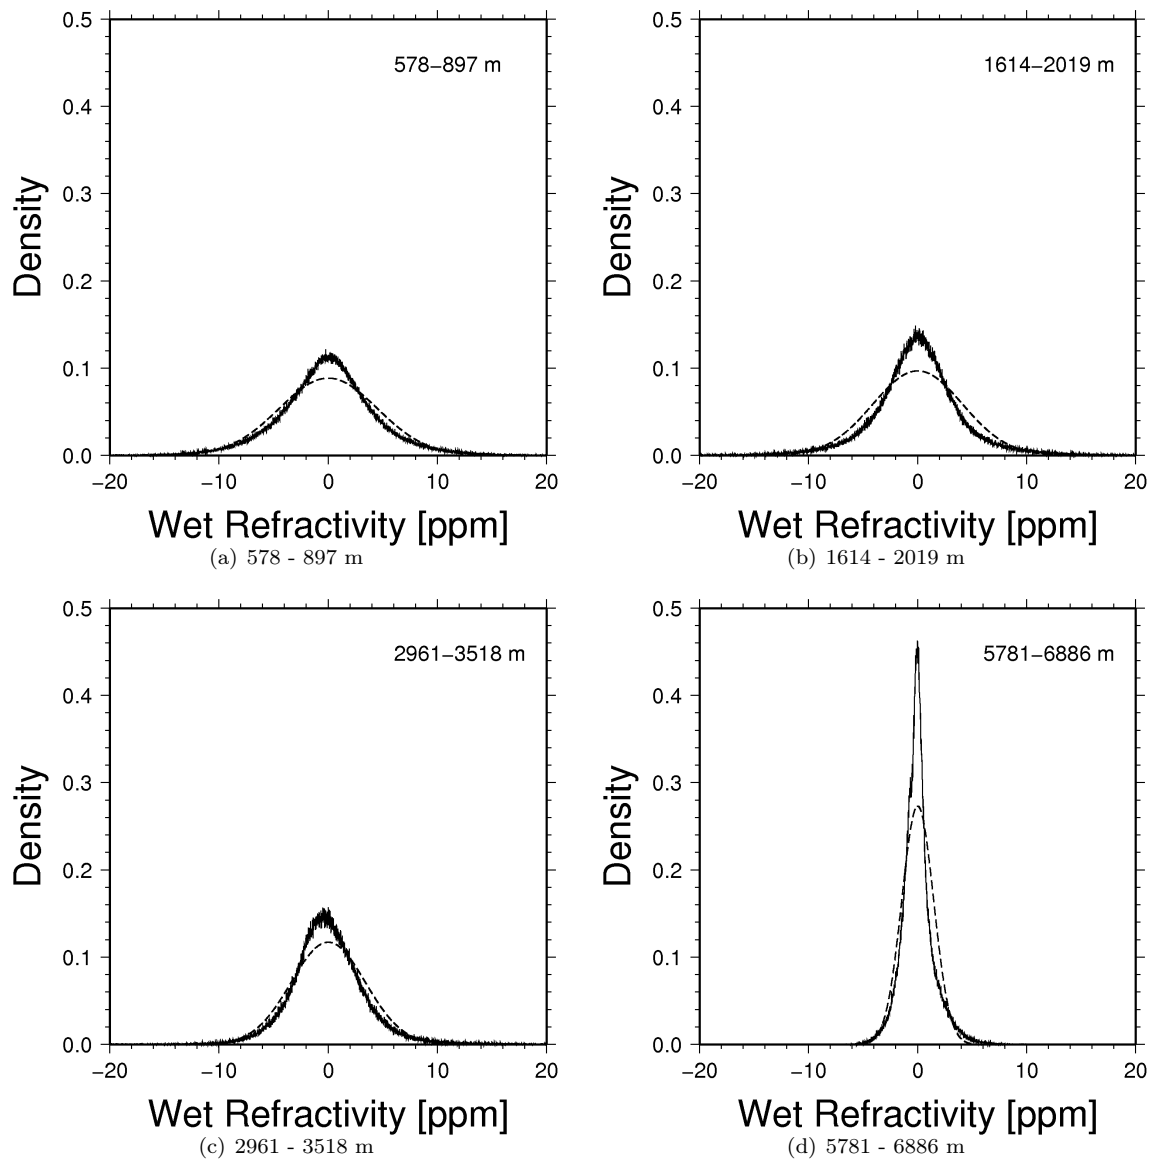 0.5
0.4
0.3
0.2
0.1
0.0
Density
578−897 m
−20 −10 0 10 20
Wet Refractivity [ppm]
(a) 578 - 897 m
0.5
0.4
0.3
0.2
0.1
0.0
Density
1614−2019 m
−20 −10 0 10 20
Wet Refractivity [ppm]
(b) 1614 - 2019 m
0.5
0.4
0.3
0.2
0.1
0.0
Density
2961−3518 m
−20 −10 0 10 20
Wet Refractivity [ppm]
(c) 2961 - 3518 m
0.5
0.4
0.3
0.2
0.1
0.0
Density
5781−6886 m
−20 −10 0 10 20
Wet Refractivity [ppm]
(d) 5781 - 6886 m